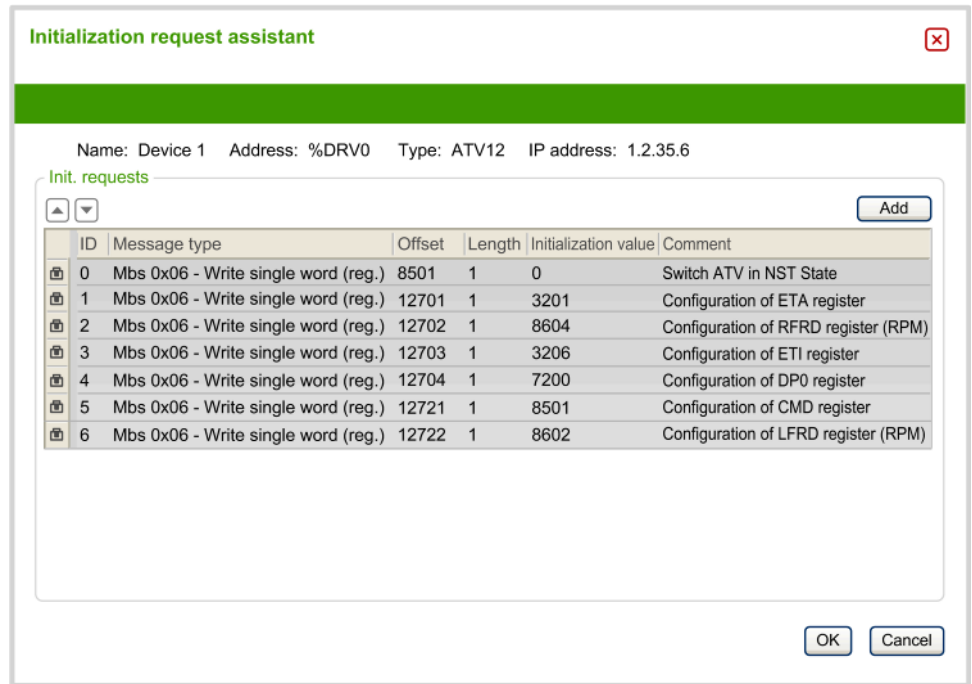 Initialization request assistant
Name: Device 1 Address: %DRV0 Type: ATV12 IP address: 1.2.35.6
Init. requests
Add
ID Message type Offset Length Initialization value Comment
0 Mbs 0x06 - Write single word (reg.) 8501 1 0 Switch ATV in NST State
1 Mbs 0x06 - Write single word (reg.) 12701 1 3201 Configuration of ETA register
2 Mbs 0x06 - Write single word (reg.) 12702 1 8604 Configuration of RFRD register (RPM)
3 Mbs 0x06 - Write single word (reg.) 12703 1 3206 Configuration of ETI register
4 Mbs 0x06 - Write single word (reg.) 12704 1 7200 Configuration of DP0 register
5 Mbs 0x06 - Write single word (reg.) 12721 1 8501 Configuration of CMD register
6 Mbs 0x06 - Write single word (reg.) 12722 1 8602 Configuration of LFRD register (RPM)
OK Cancel